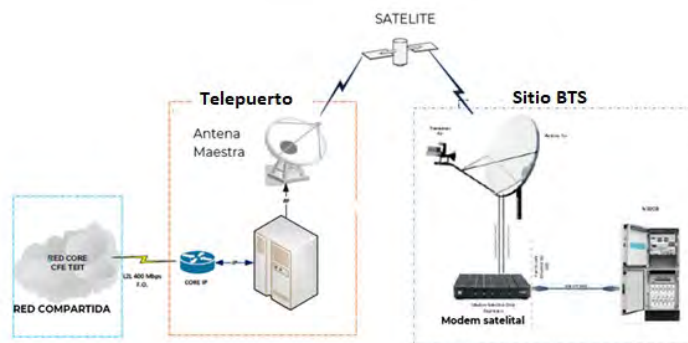 SATELITE
Telepuerto
Antena
Maestra
Sitio BTS
RED CORE
CFE TEIT
L2L 400 Mbps
F.O.
CORE IP
IP
RED COMPARTIDA
Modem satelital